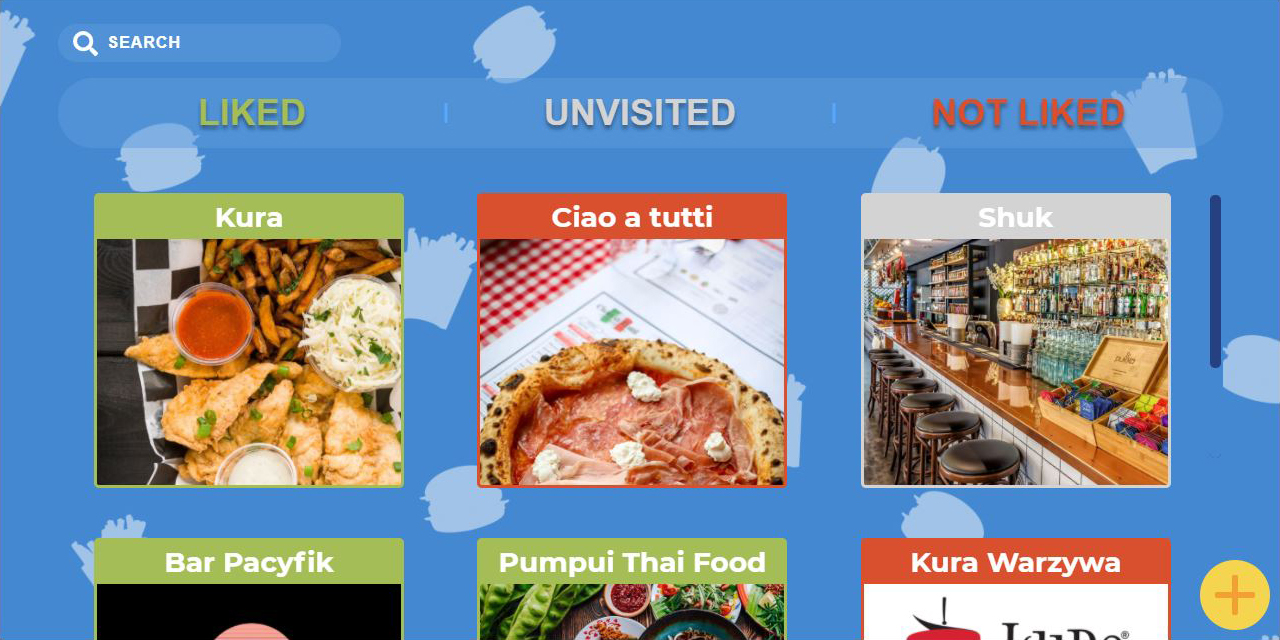 SEARCH
LIKED
UNVISITED
NOT LIKED
Kura
Ciao a tutti
Shuk
Bar Pacyfik
Pumpui Thai Food
Kura Warzywa